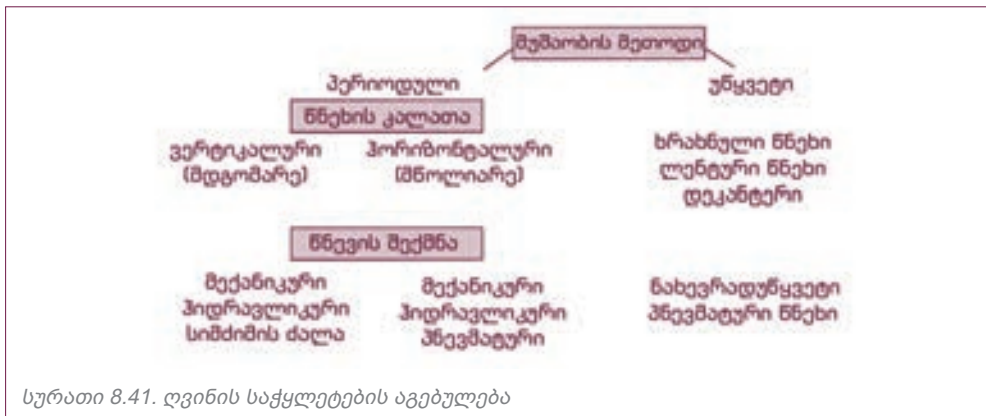 მუშაობის მეთოდი
პერიოდული
უწყვეტი
წნეხის კალათა
ვერტიკალური
(მდგომარე)
ჰორიზონტალური
(მწოლიარე)
ხრახნული წნეხი
ლენტური წნეხი
დეკანტერი
წნევის შექმნა
მექანიკური
ჰიდრავლიკური
სიმძიმის ძალა
მექანიკური
ჰიდრავლიკური
პნევმატური
ნახევრადუწყვეტი
პნევმატური წნეხი
სურათი 8.41. ღვინის საჭყლეტების აგებულება